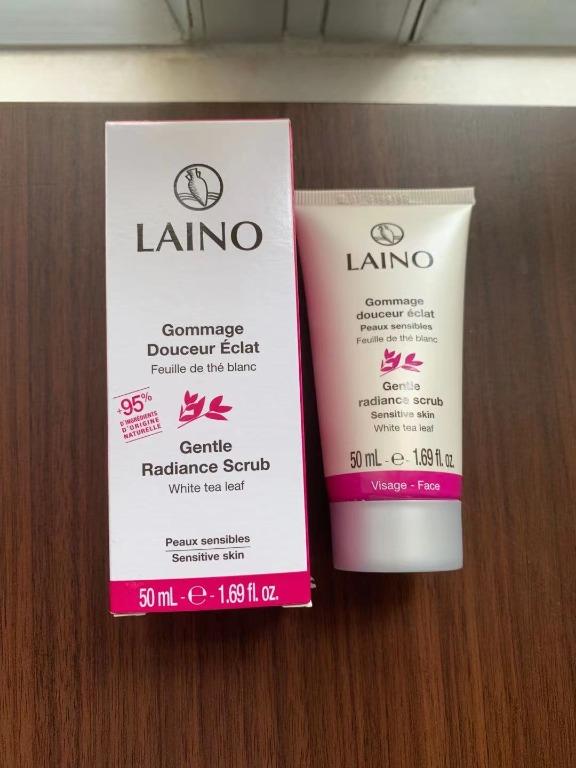 LAINO
Gommage
Douceur Éclat
Feuille de thé blanc
+95%
D'INGRÉDIENTS
D'ORIGINE
NATURELLE
Gentle
Radiance Scrub
White tea leaf
Peaux sensibles
Sensitive skin
50 mL - e - 1.69 fl. oz.
LAINO
Gommage
douceur éclat
Peaux sensibles
Feuille de thé blanc
Gentle
radiance scrub
Sensitive skin
White tea leaf
50 mL - e - 1.69 fl. oz.
Visage - Face